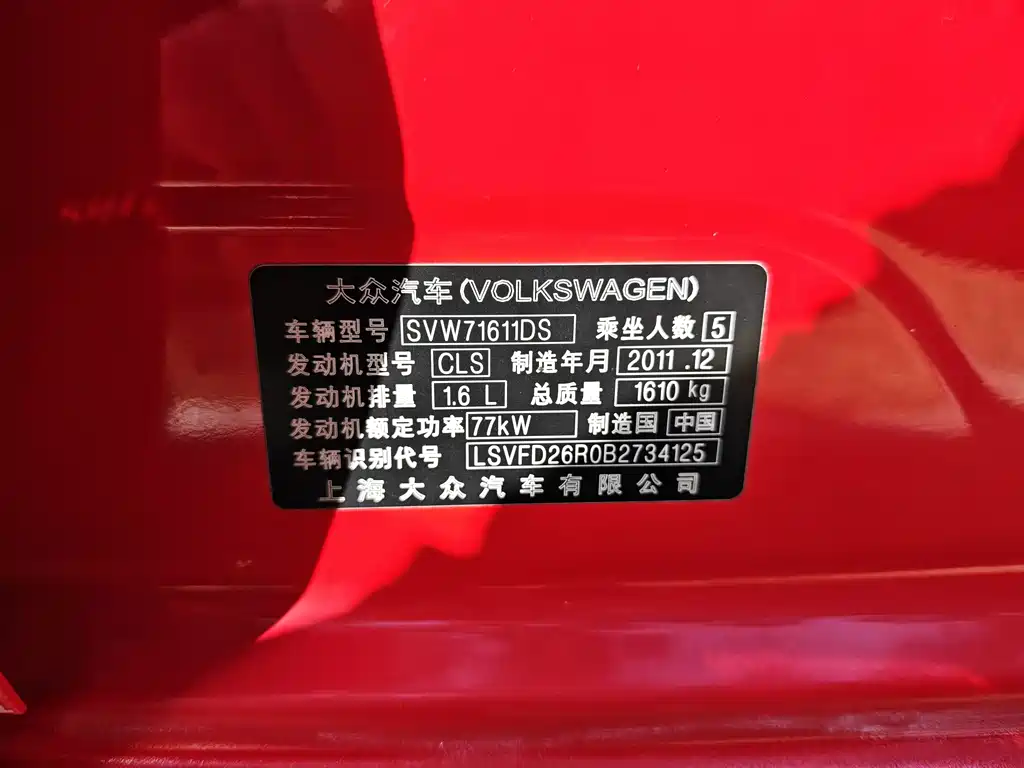 大众汽车(VOLKSWAGEN)
车辆型号 SVW71611DS 乘坐人数 5
发动机型号 CLS 制造年月 2011.12
发动机排量 1.6 L 总质量 1610 kg
发动机额定功率 77kW 制造国 中国
车辆识别代号 LSVFD26R0B2734125
上海大众汽车有限公司